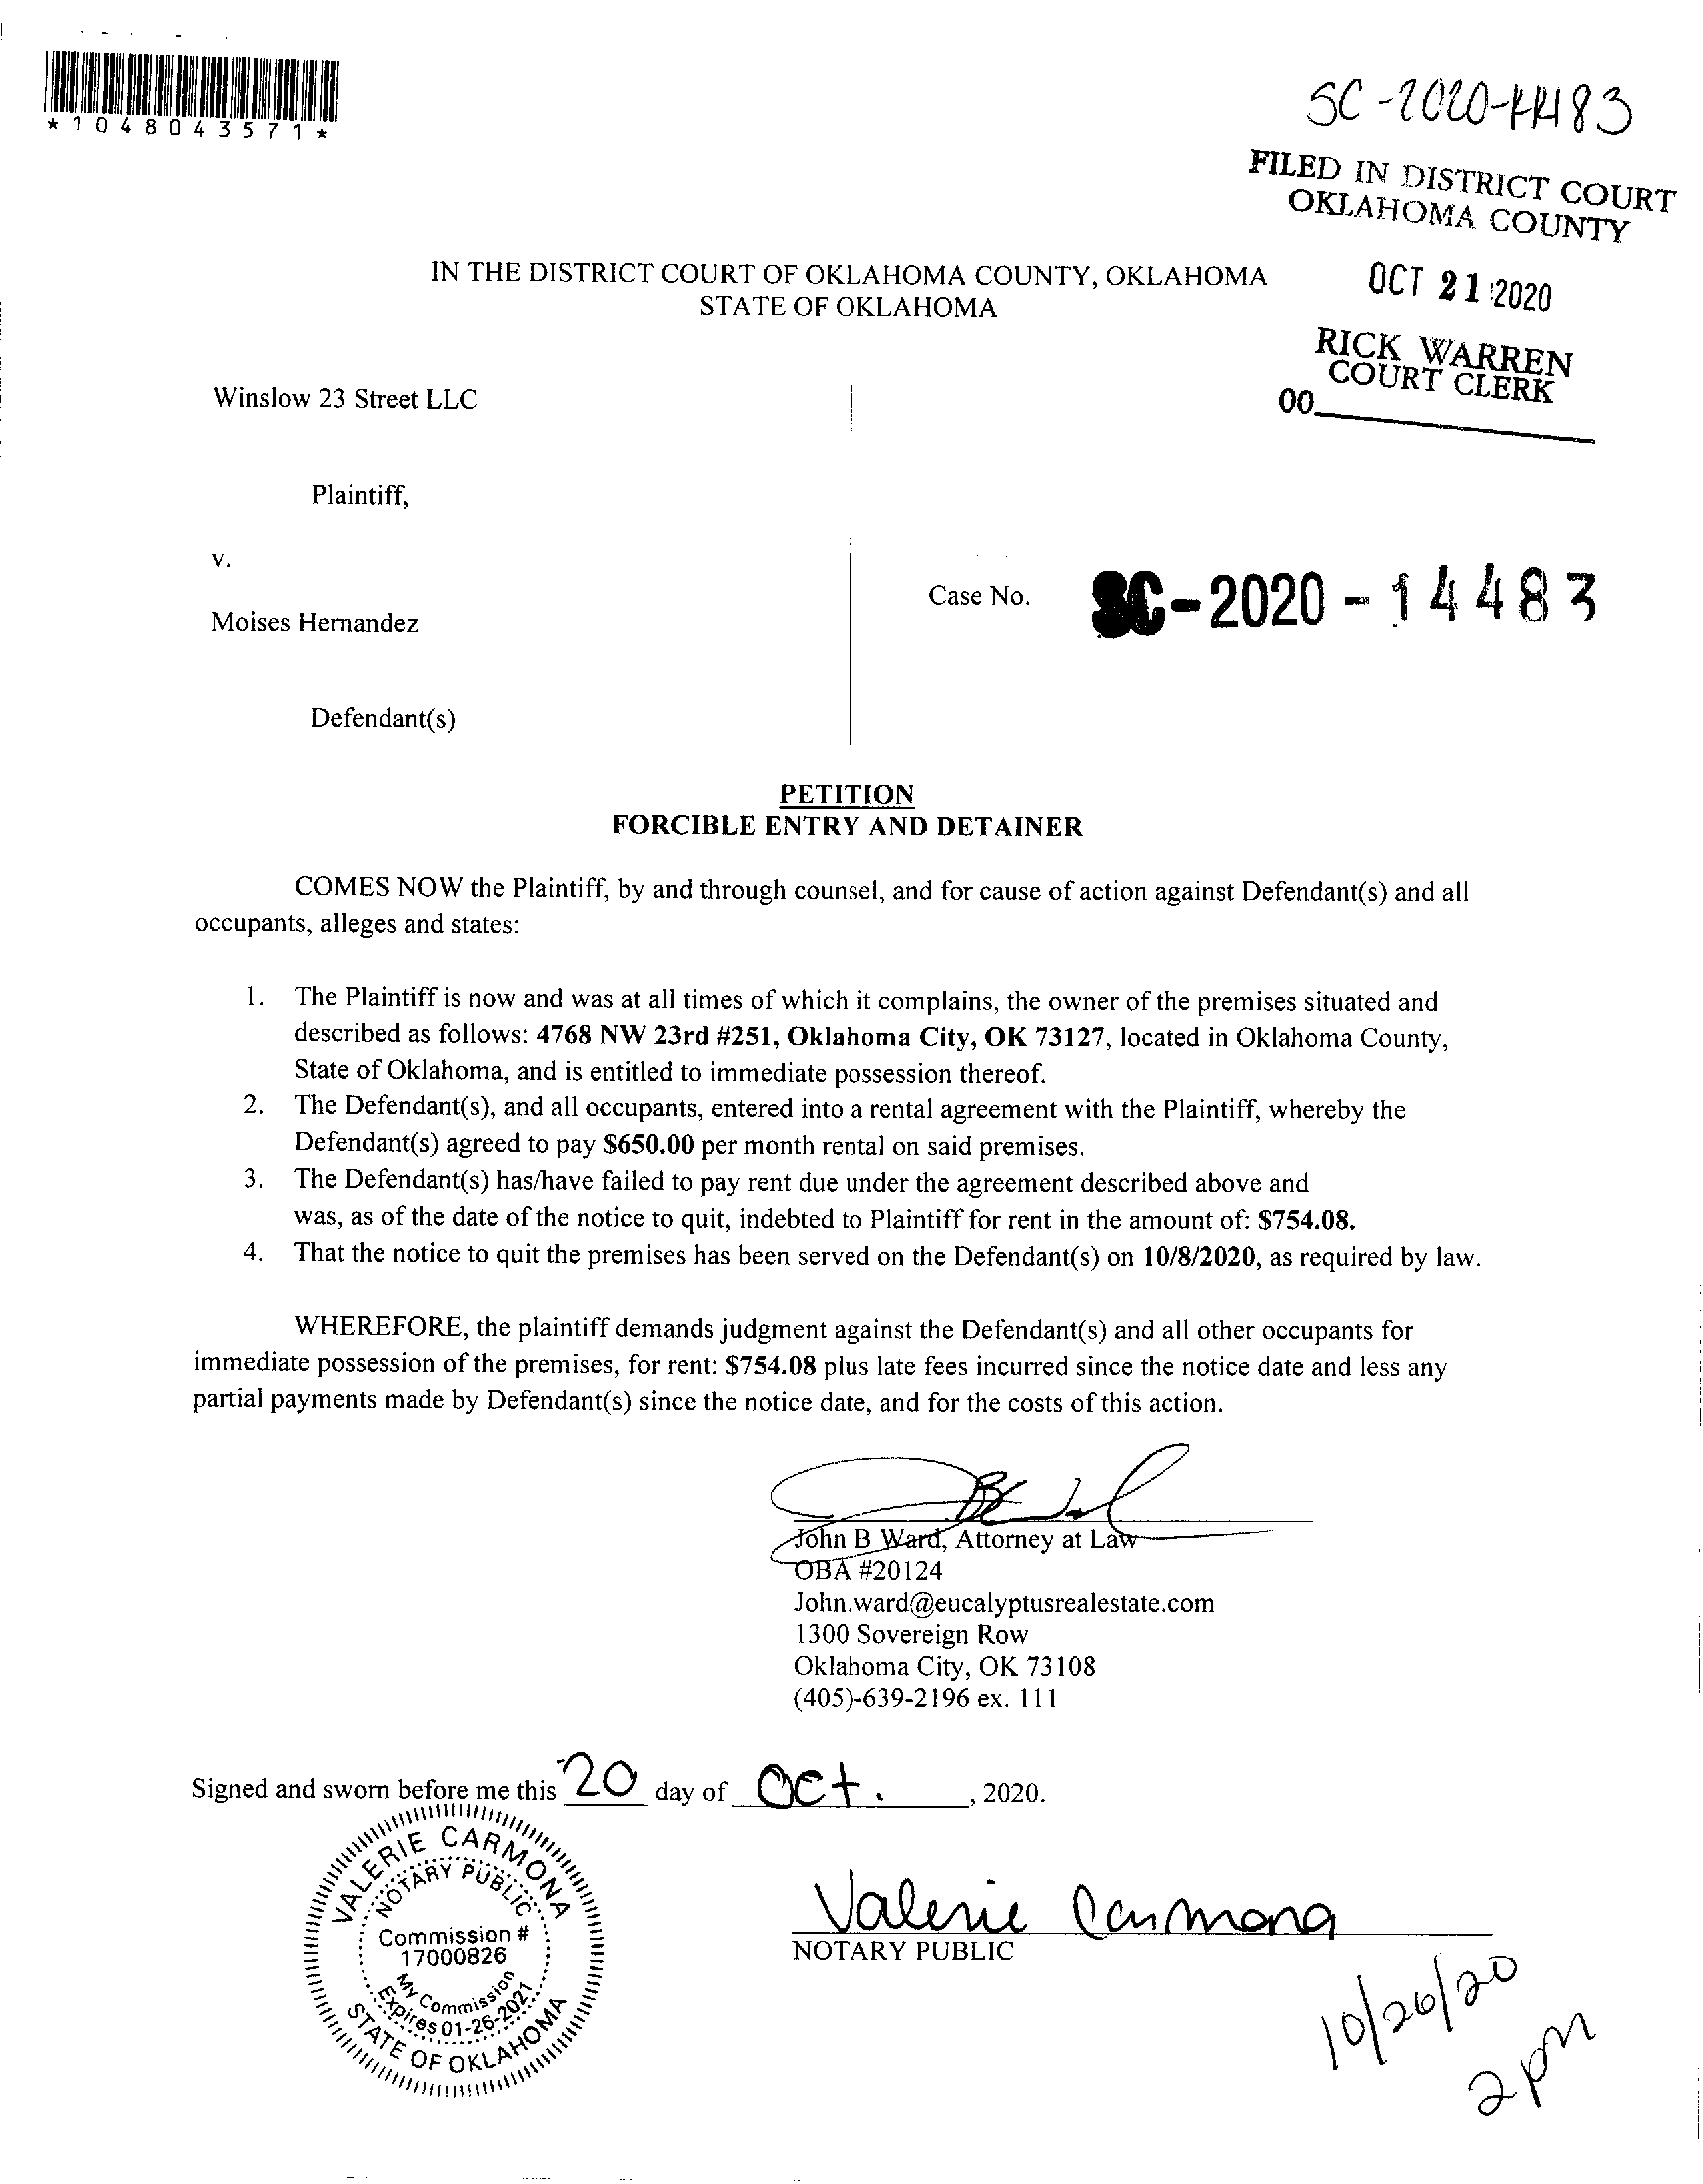 *1048043571*
SC-2020-14483
FILED IN DISTRICT COURT
OKLAHOMA COUNTY
OCT 21 2020
RICK WARREN
COURT CLERK
00
IN THE DISTRICT COURT OF OKLAHOMA COUNTY, OKLAHOMA
STATE OF OKLAHOMA
Winslow 23 Street LLC
Plaintiff,
v.
Case No. SC-2020-14483
Moises Hernandez
Defendant(s)
PETITION
FORCIBLE ENTRY AND DETAINER
COMES NOW the Plaintiff, by and through counsel, and for cause of action against Defendant(s) and all
occupants, alleges and states:
1. The Plaintiff is now and was at all times of which it complains, the owner of the premises situated and
described as follows: 4768 NW 23rd #251, Oklahoma City, OK 73127, located in Oklahoma County,
State of Oklahoma, and is entitled to immediate possession thereof.
2. The Defendant(s), and all occupants, entered into a rental agreement with the Plaintiff, whereby the
Defendant(s) agreed to pay $650.00 per month rental on said premises.
3. The Defendant(s) has/have failed to pay rent due under the agreement described above and
was, as of the date of the notice to quit, indebted to Plaintiff for rent in the amount of: $754.08.
4. That the notice to quit the premises has been served on the Defendant(s) on 10/8/2020, as required by law.
WHEREFORE, the plaintiff demands judgment against the Defendant(s) and all other occupants for
immediate possession of the premises, for rent: $754.08 plus late fees incurred since the notice date and less any
partial payments made by Defendant(s) since the notice date, and for the costs of this action.
John B Ward, Attorney at Law
OBA #20124
John.ward@eucalyptusrealestate.com
1300 Sovereign Row
Oklahoma City, OK 73108
(405)-639-2196 ex. 111
Signed and sworn before me this 20 day of Oct. , 2020.
VALERIE CARMONA
NOTARY PUBLIC
Commission #
17000826
My Commission
Expires 01-26-2021
STATE OF OKLAHOMA
Valerie Carmona
NOTARY PUBLIC
10/26/20
2 pm